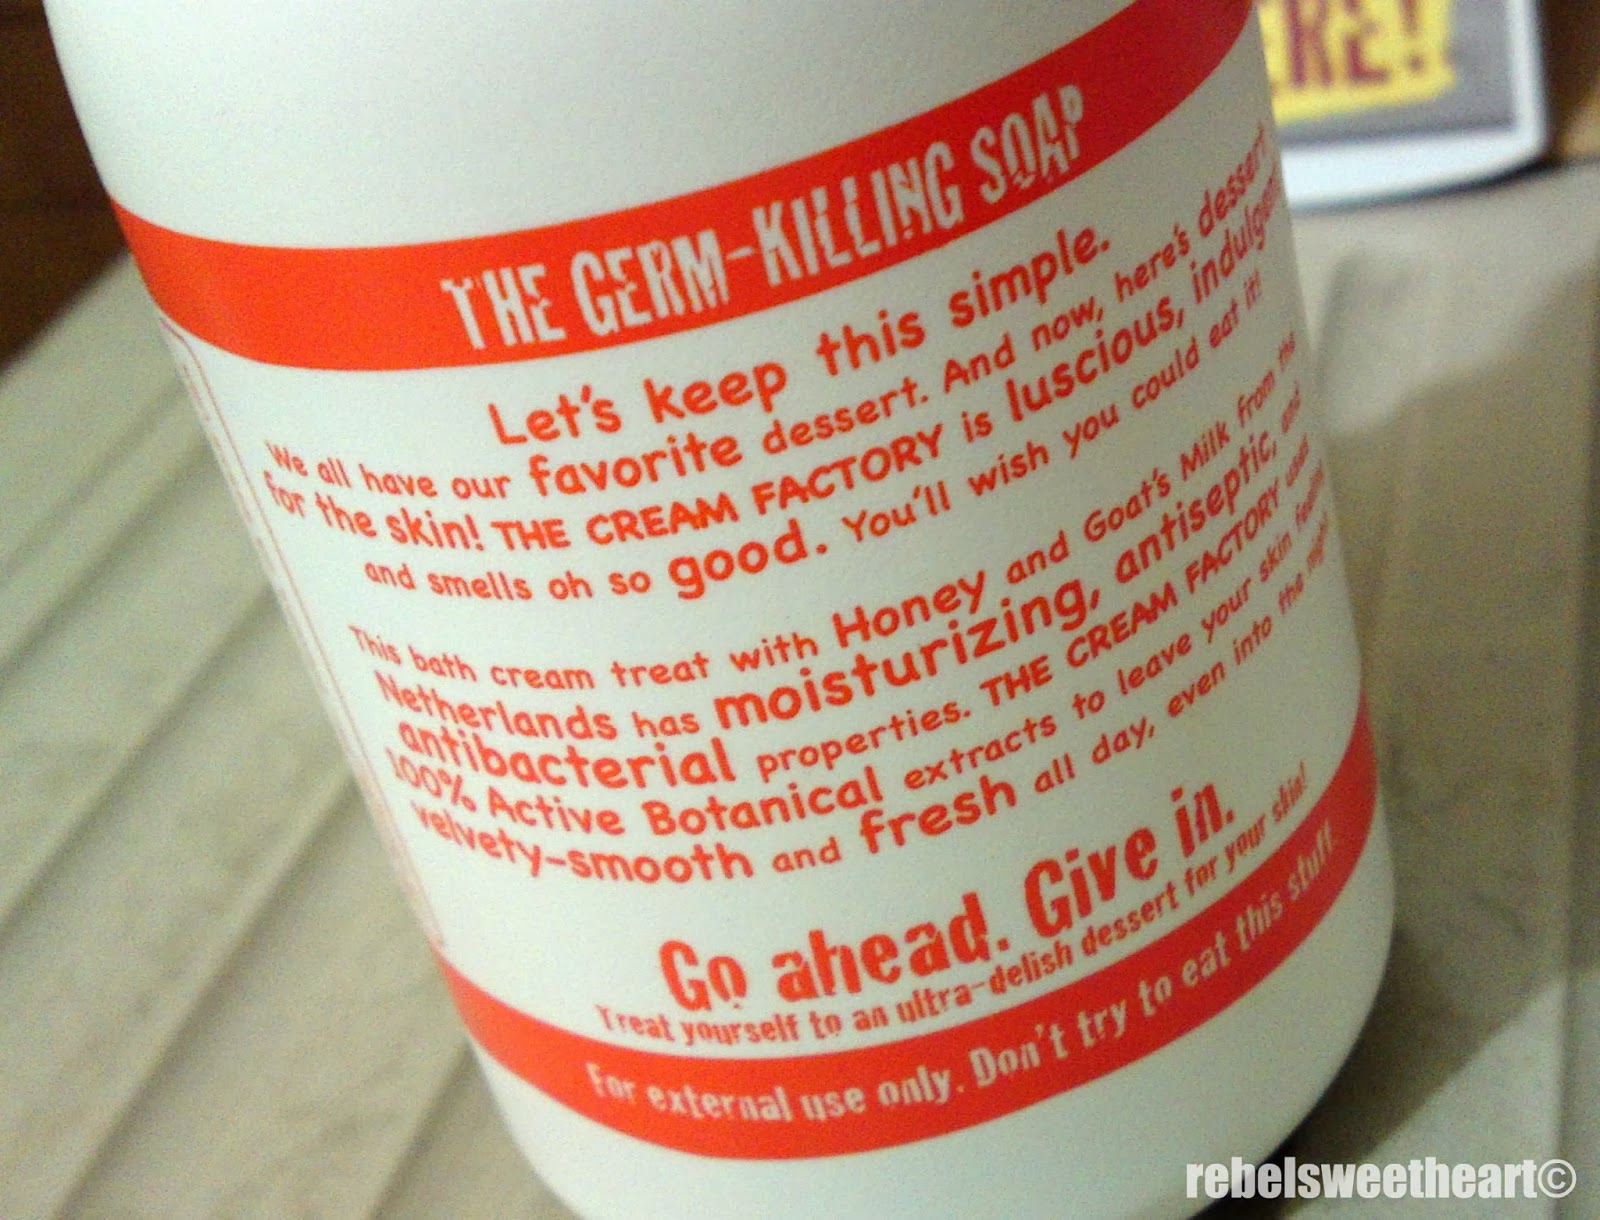 THE GERM-KILLING SOAP
Let's keep this simple.
We all have our favorite dessert. And now, here's dessert
for the skin! THE CREAM FACTORY is luscious, indulgent
and smells oh so good. You'll wish you could eat it!
This bath cream treat with Honey and Goat's Milk from the
Netherlands has moisturizing, antiseptic, and
antibacterial properties. THE CREAM FACTORY uses
100% Active Botanical extracts to leave your skin feeling
velvety-smooth and fresh all day, even into the night.
Go ahead. Give in.
Treat yourself to an ultra-delish dessert for your skin!
For external use only. Don't try to eat this stuff.
rebelsweetheart©